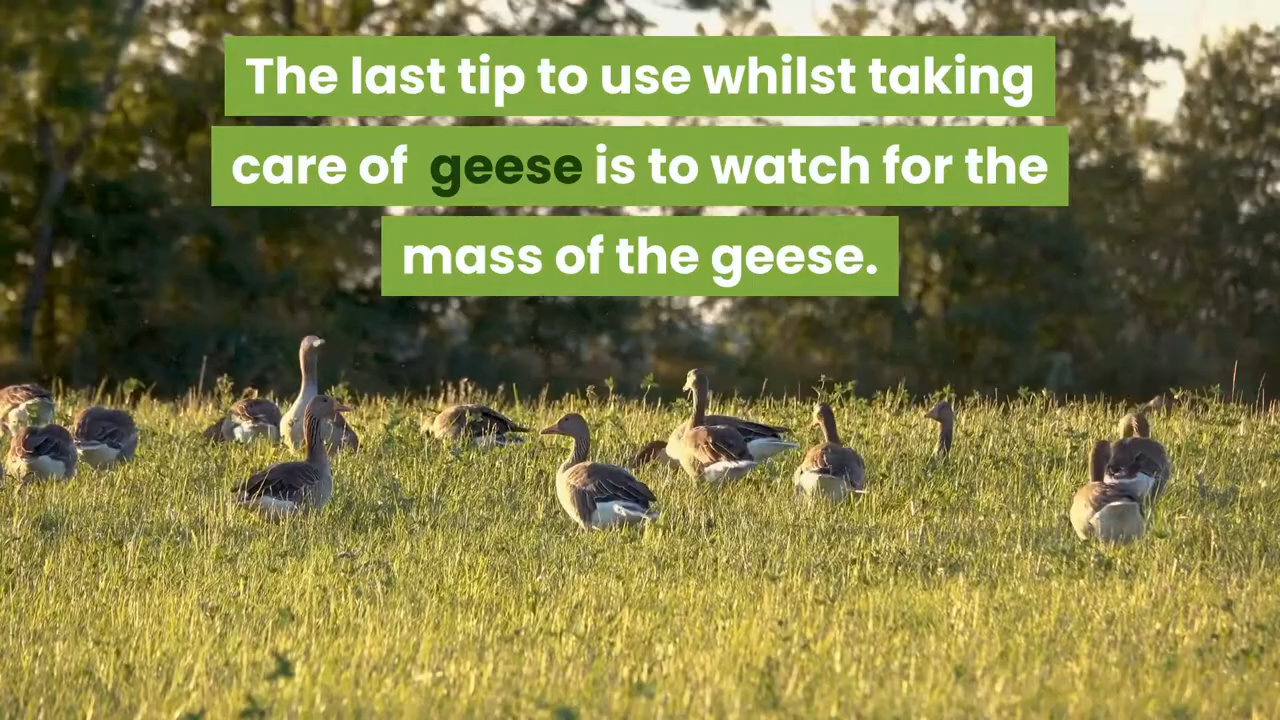 The last tip to use whilst taking
care of geese is to watch for the
mass of the geese.